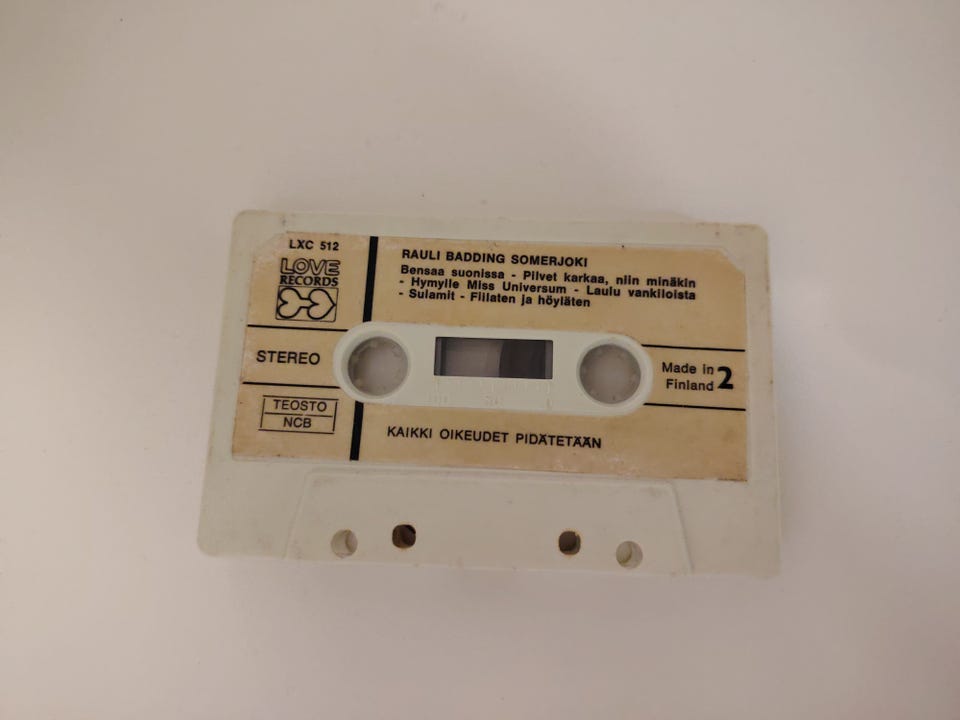 LXC 512
LOVE
RECORDS
STEREO
TEOSTO
NCB
RAULI BADDING SOMERJOKI
Bensaa suonissa - Pilvet karkaa, niin minäkin
- Hymylle Miss Universum - Laulu vankiloista
- Sulamit - Fiilaten ja höyläten
Made in
Finland 2
KAIKKI OIKEUDET PIDÄTETÄÄN